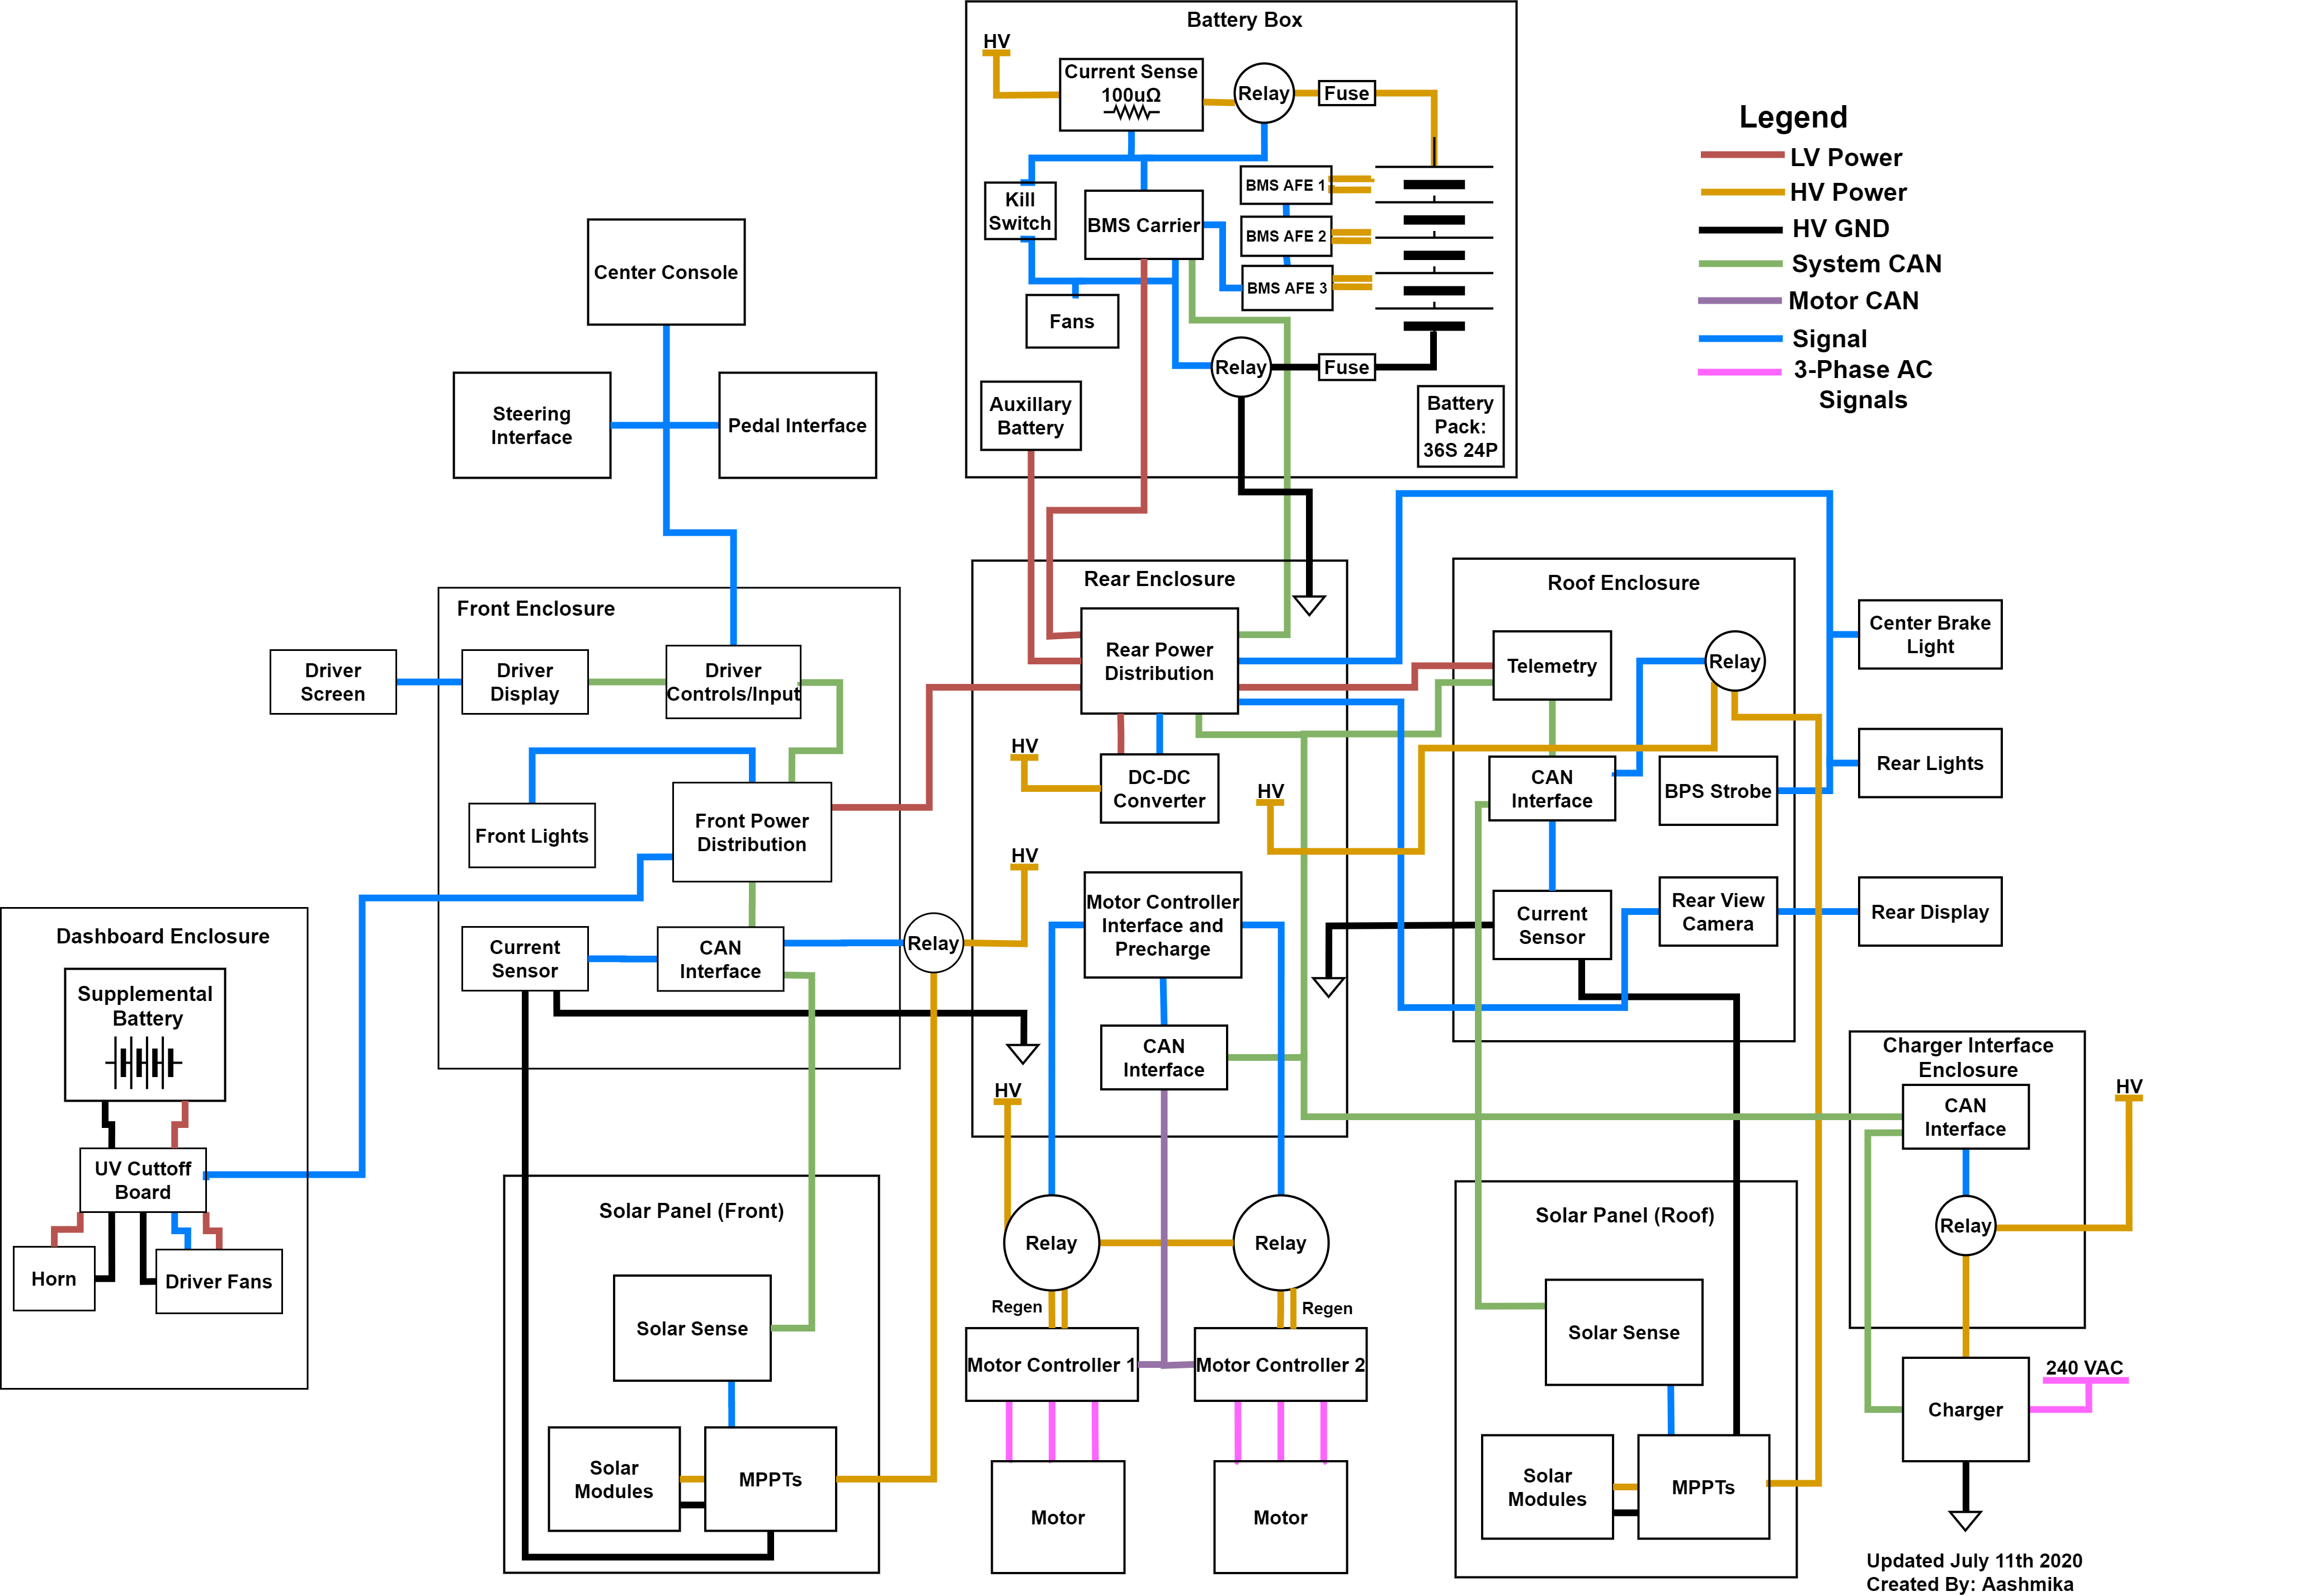 Battery Box
HV
Current Sense
100uΩ
Relay
Fuse
Kill
Switch
BMS Carrier
BMS AFE 1
BMS AFE 2
BMS AFE 3
Fans
Relay
Fuse
Auxillary
Battery
Battery
Pack:
36S 24P
Legend
LV Power
HV Power
HV GND
System CAN
Motor CAN
Signal
3-Phase AC
Signals
Center Console
Steering
Interface
Pedal Interface
Front Enclosure
Driver
Screen
Driver
Display
Driver
Controls/Input
Front Lights
Front Power
Distribution
Current
Sensor
CAN
Interface
Relay
HV
Rear Enclosure
Rear Power
Distribution
HV
DC-DC
Converter
HV
Motor Controller
Interface and
Precharge
CAN
Interface
HV
Roof Enclosure
Telemetry
Relay
CAN
Interface
BPS Strobe
Current
Sensor
Rear View
Camera
Center Brake
Light
Rear Lights
Rear Display
Dashboard Enclosure
Supplemental
Battery
UV Cuttoff
Board
Horn
Driver Fans
Solar Panel (Front)
Solar Sense
Solar
Modules
MPPTs
Relay
Relay
Regen
Regen
Motor Controller 1
Motor Controller 2
Motor
Motor
Solar Panel (Roof)
Solar Sense
Solar
Modules
MPPTs
Charger Interface
Enclosure
CAN
Interface
HV
Relay
240 VAC
Charger
Updated July 11th 2020
Created By: Aashmika